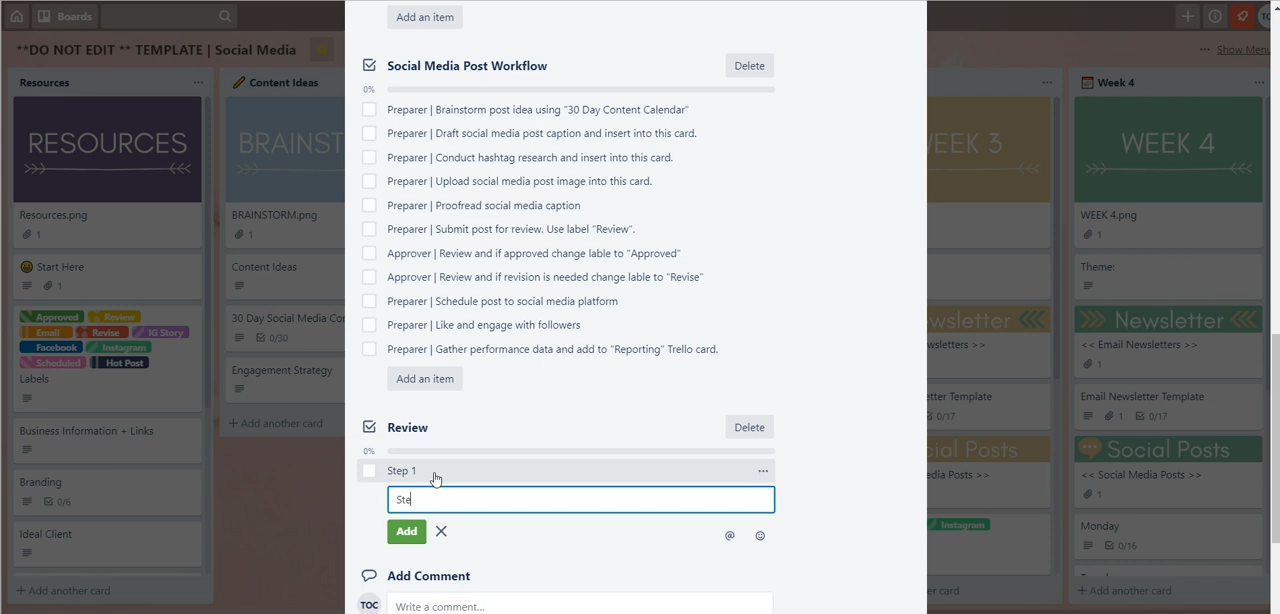 Boards
**DO NOT EDIT ** TEMPLATE | Social Media
Show Menu
TOC
Resources
RESOURCES
Resources.png
1
Start Here
1
Approved
Review
Email
Revise
IG Story
Facebook
Instagram
Scheduled
Hot Post
Labels
Business Information + Links
Branding
0/6
Ideal Client
+ Add another card
Content Ideas
BRAINST
BRAINSTORM.png
1
Content Ideas
30 Day Social Media Co
0/30
Engagement Strategy
+ Add another card
Add an item
Social Media Post Workflow
Delete
0%
Preparer | Brainstorm post idea using "30 Day Content Calendar"
Preparer | Draft social media post caption and insert into this card.
Preparer | Conduct hashtag research and insert into this card.
Preparer | Upload social media post image into this card.
Preparer | Proofread social media caption
Preparer | Submit post for review. Use label "Review".
Approver | Review and if approved change lable to "Approved"
Approver | Review and if revision is needed change lable to "Revise"
Preparer | Schedule post to social media platform
Preparer | Like and engage with followers
Preparer | Gather performance data and add to "Reporting" Trello card.
Add an item
Review
Delete
0%
Step 1
...
Ste
Add
@
Add Comment
TOC
Write a comment...
EEK 3
wsletter
wsletters >>
etter Template
0/17
al Posts
edia Posts >>
Instagram
er card
Week 4
WEEK 4
WEEK 4.png
1
Theme:
Newsletter
<< Email Newsletters >>
1
Email Newsletter Template
1
0/17
Social Posts
<< Social Media Posts >>
1
Monday
0/16
+ Add another card